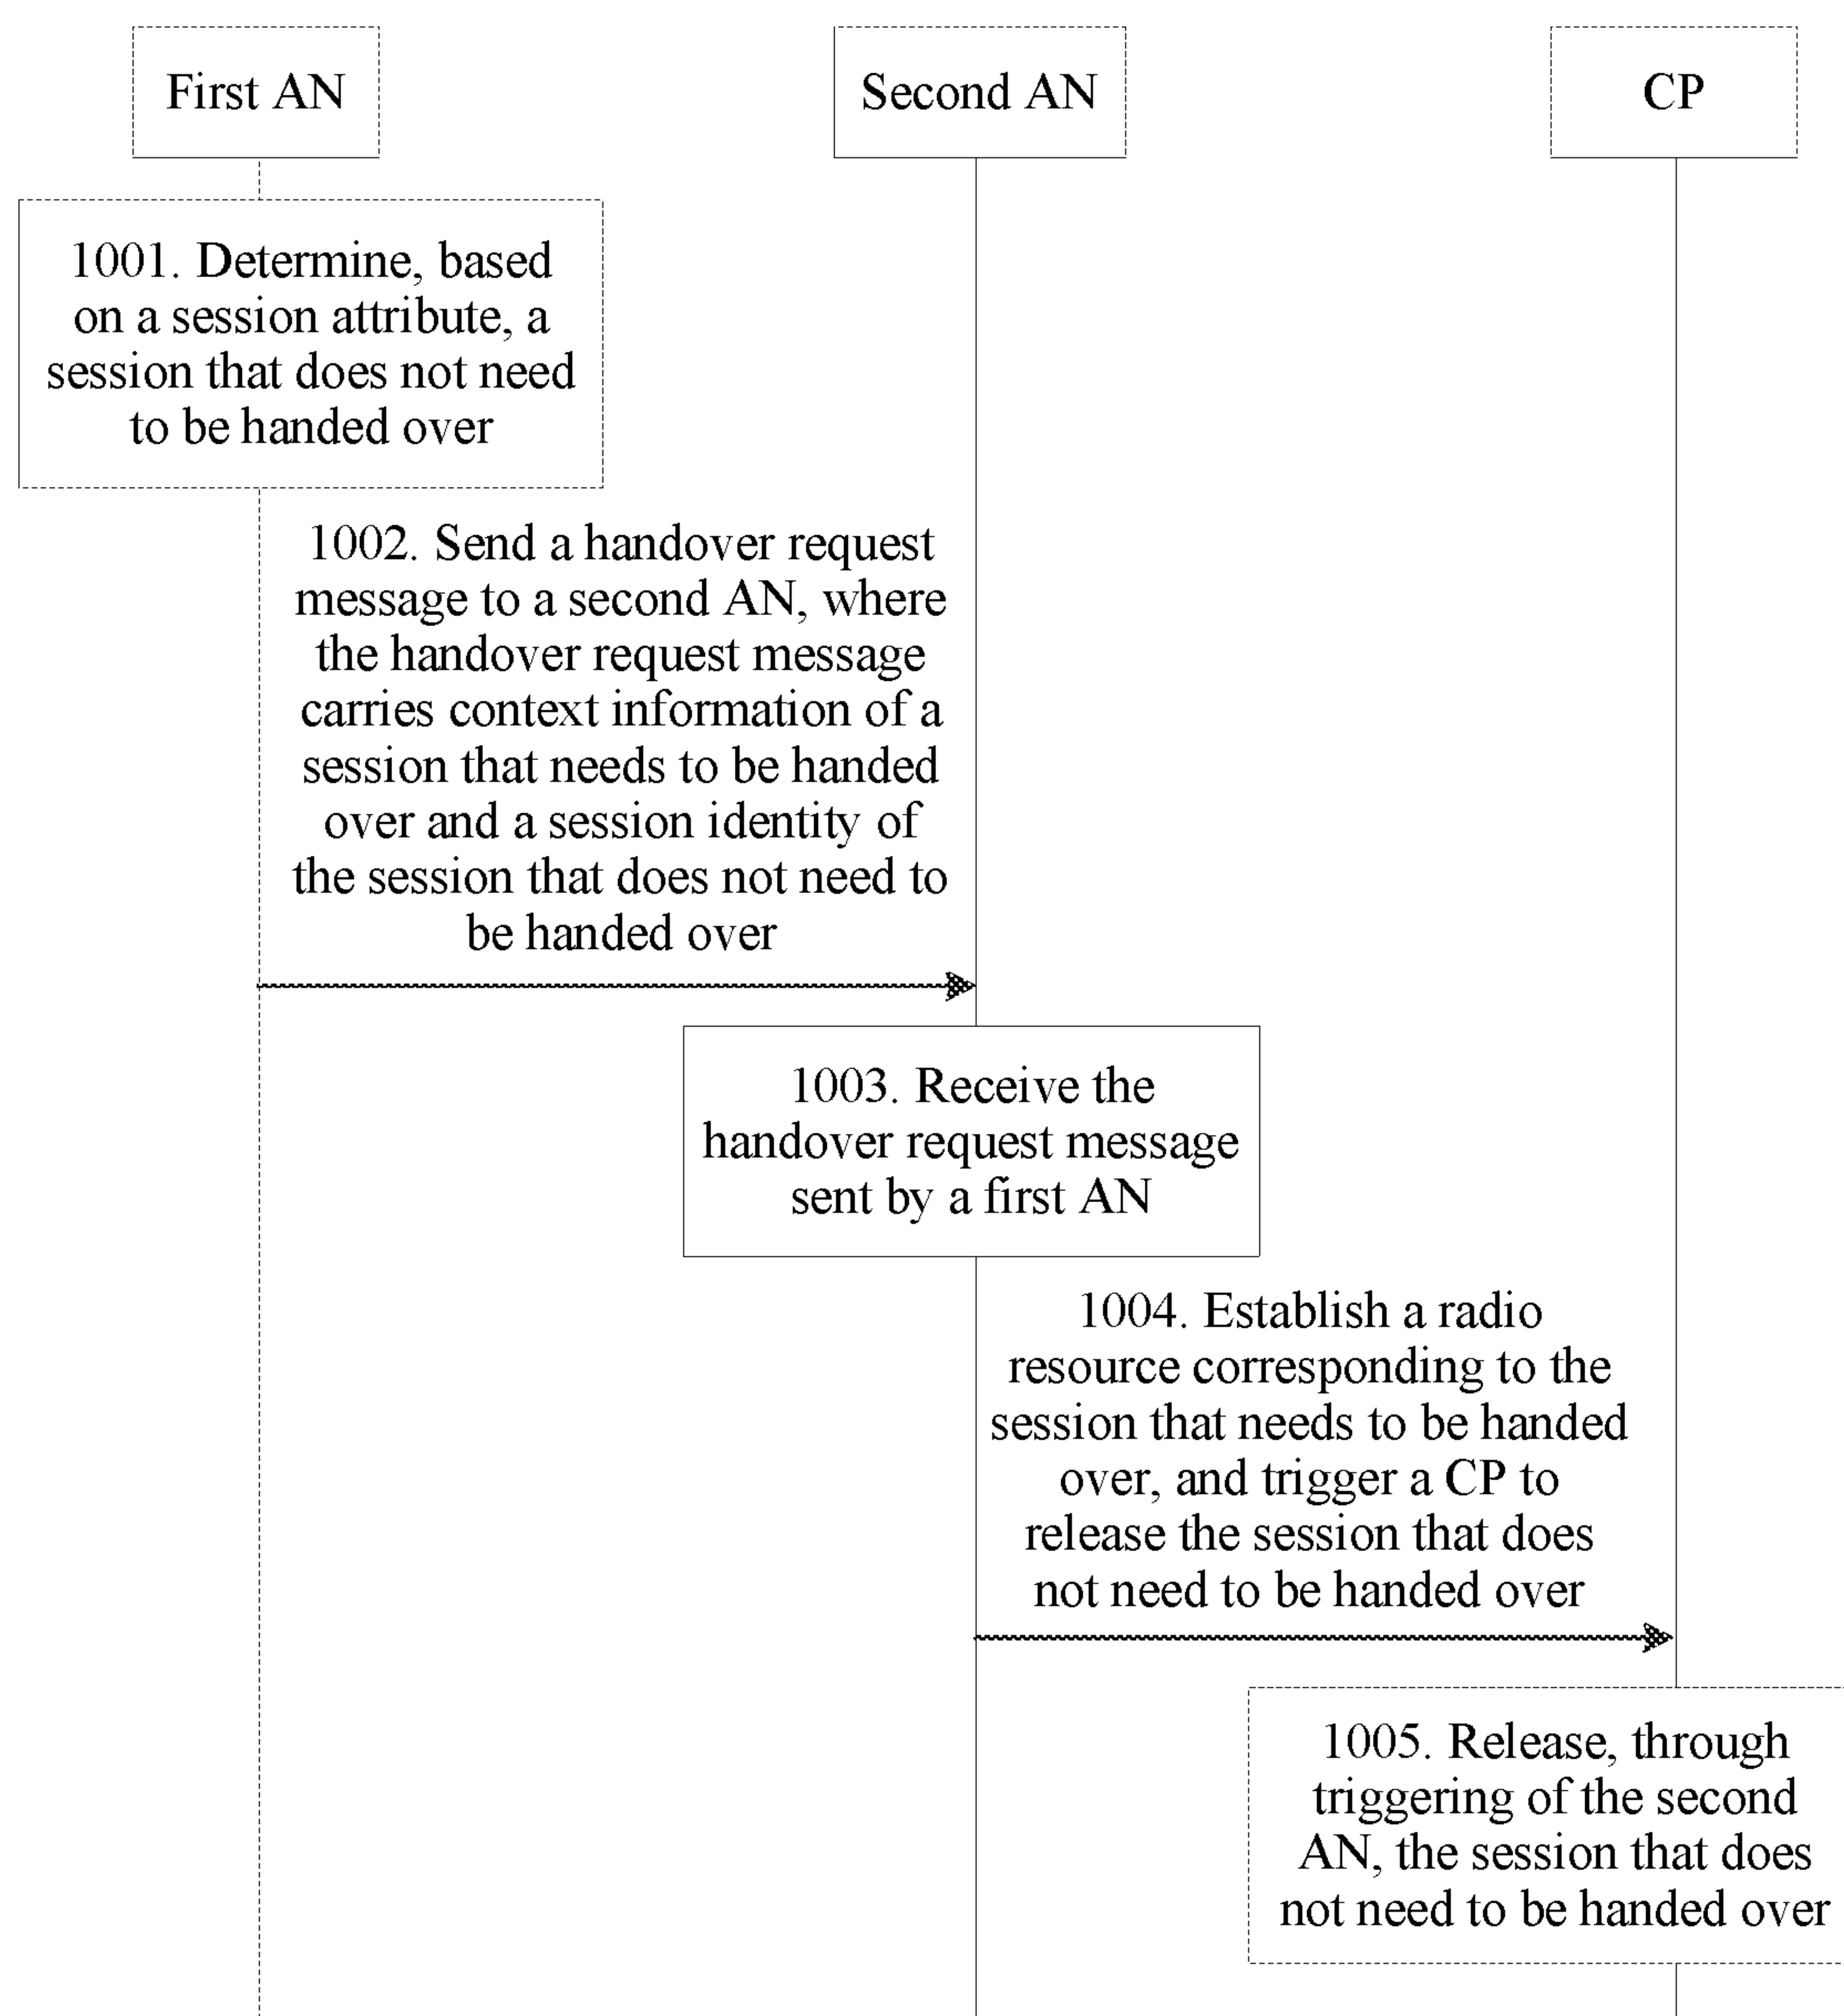 First AN
Second AN
CP
1001. Determine, based
on a session attribute, a
session that does not need
to be handed over
1002. Send a handover request
message to a second AN, where
the handover request message
carries context information of a
session that needs to be handed
over and a session identity of
the session that does not need to
be handed over
1003. Receive the
handover request message
sent by a first AN
1004. Establish a radio
resource corresponding to the
session that needs to be handed
over, and trigger a CP to
release the session that does
not need to be handed over
1005. Release, through
triggering of the second
AN, the session that does
not need to be handed over